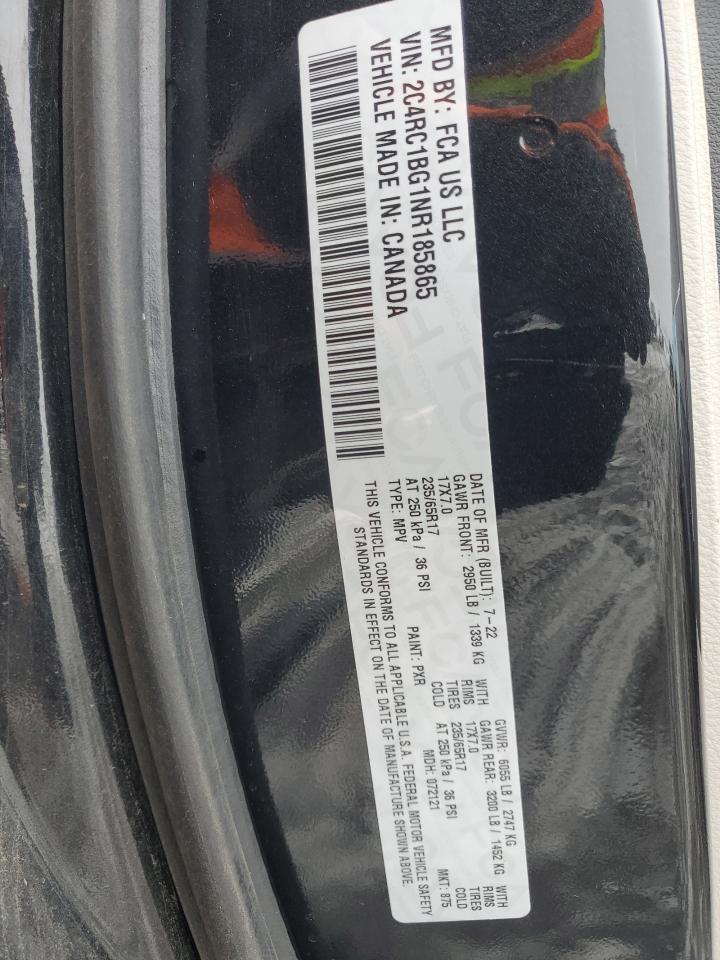 MFD BY: FCA US LLC
VIN: 2C4RC1BG1NR185865
VEHICLE MADE IN: CANADA
DATE OF MFR (BUILT): 7-22 GVWR: 6055 LB / 2747 KG
GAWR FRONT: 2950 LB / 1339 KG WITH GAWR REAR: 3200 LB / 1452 KG WITH
17X7.0 RIMS 17X7.0 RIMS
235/65R17 TIRES 235/65R17 TIRES
AT 250 kPa / 36 PSI COLD AT 250 kPa / 36 PSI COLD
TYPE: MPV PAINT: PXR MDH: 072121 MKT: 875
THIS VEHICLE CONFORMS TO ALL APPLICABLE U.S.A. FEDERAL MOTOR VEHICLE SAFETY
STANDARDS IN EFFECT ON THE DATE OF MANUFACTURE SHOWN ABOVE.